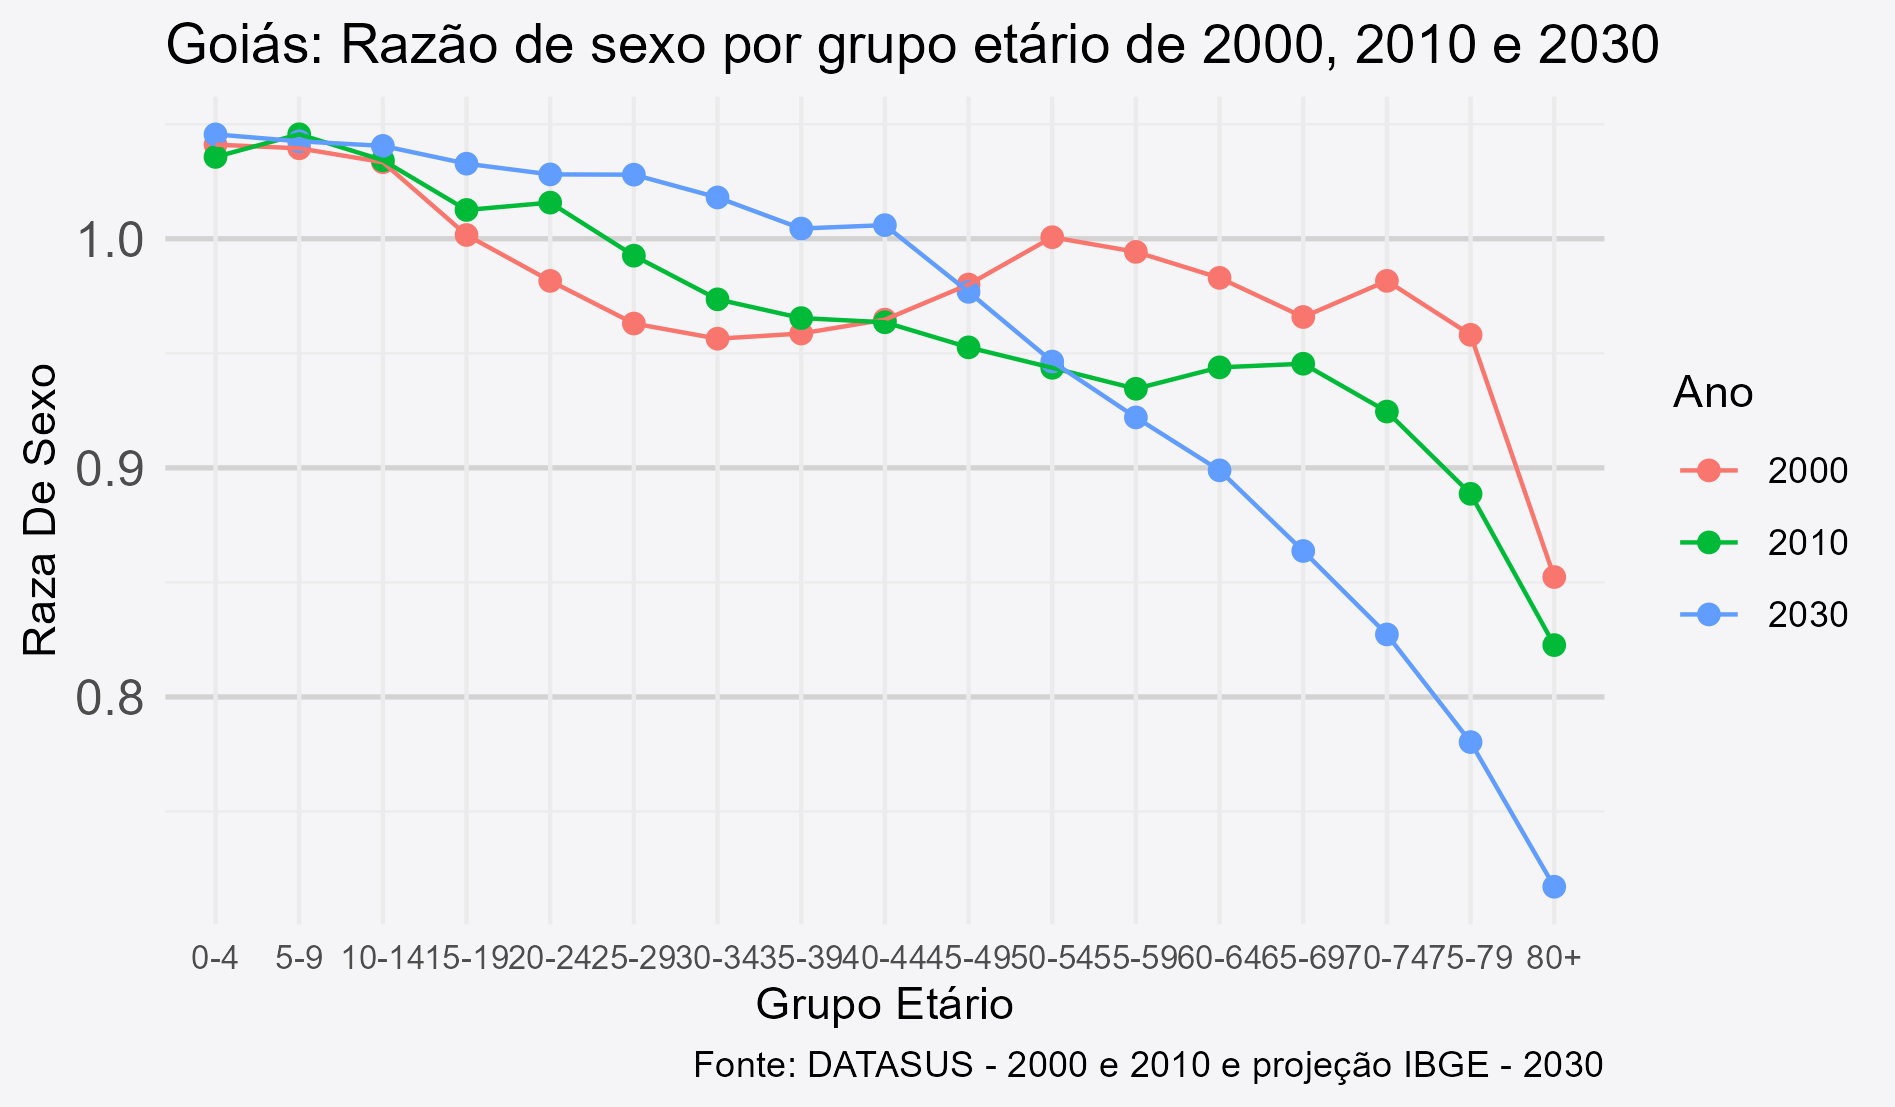 Goiás: Razão de sexo por grupo etário de 2000, 2010 e 2030
Raza De Sexo
1.0
0.9
0.8
0-4 5-9 10-14 15-19 20-24 25-29 30-34 35-39 40-44 45-49 50-54 55-59 60-64 65-69 70-74 75-79 80+
Grupo Etário
Ano
2000
2010
2030
Fonte: DATASUS - 2000 e 2010 e projeção IBGE - 2030